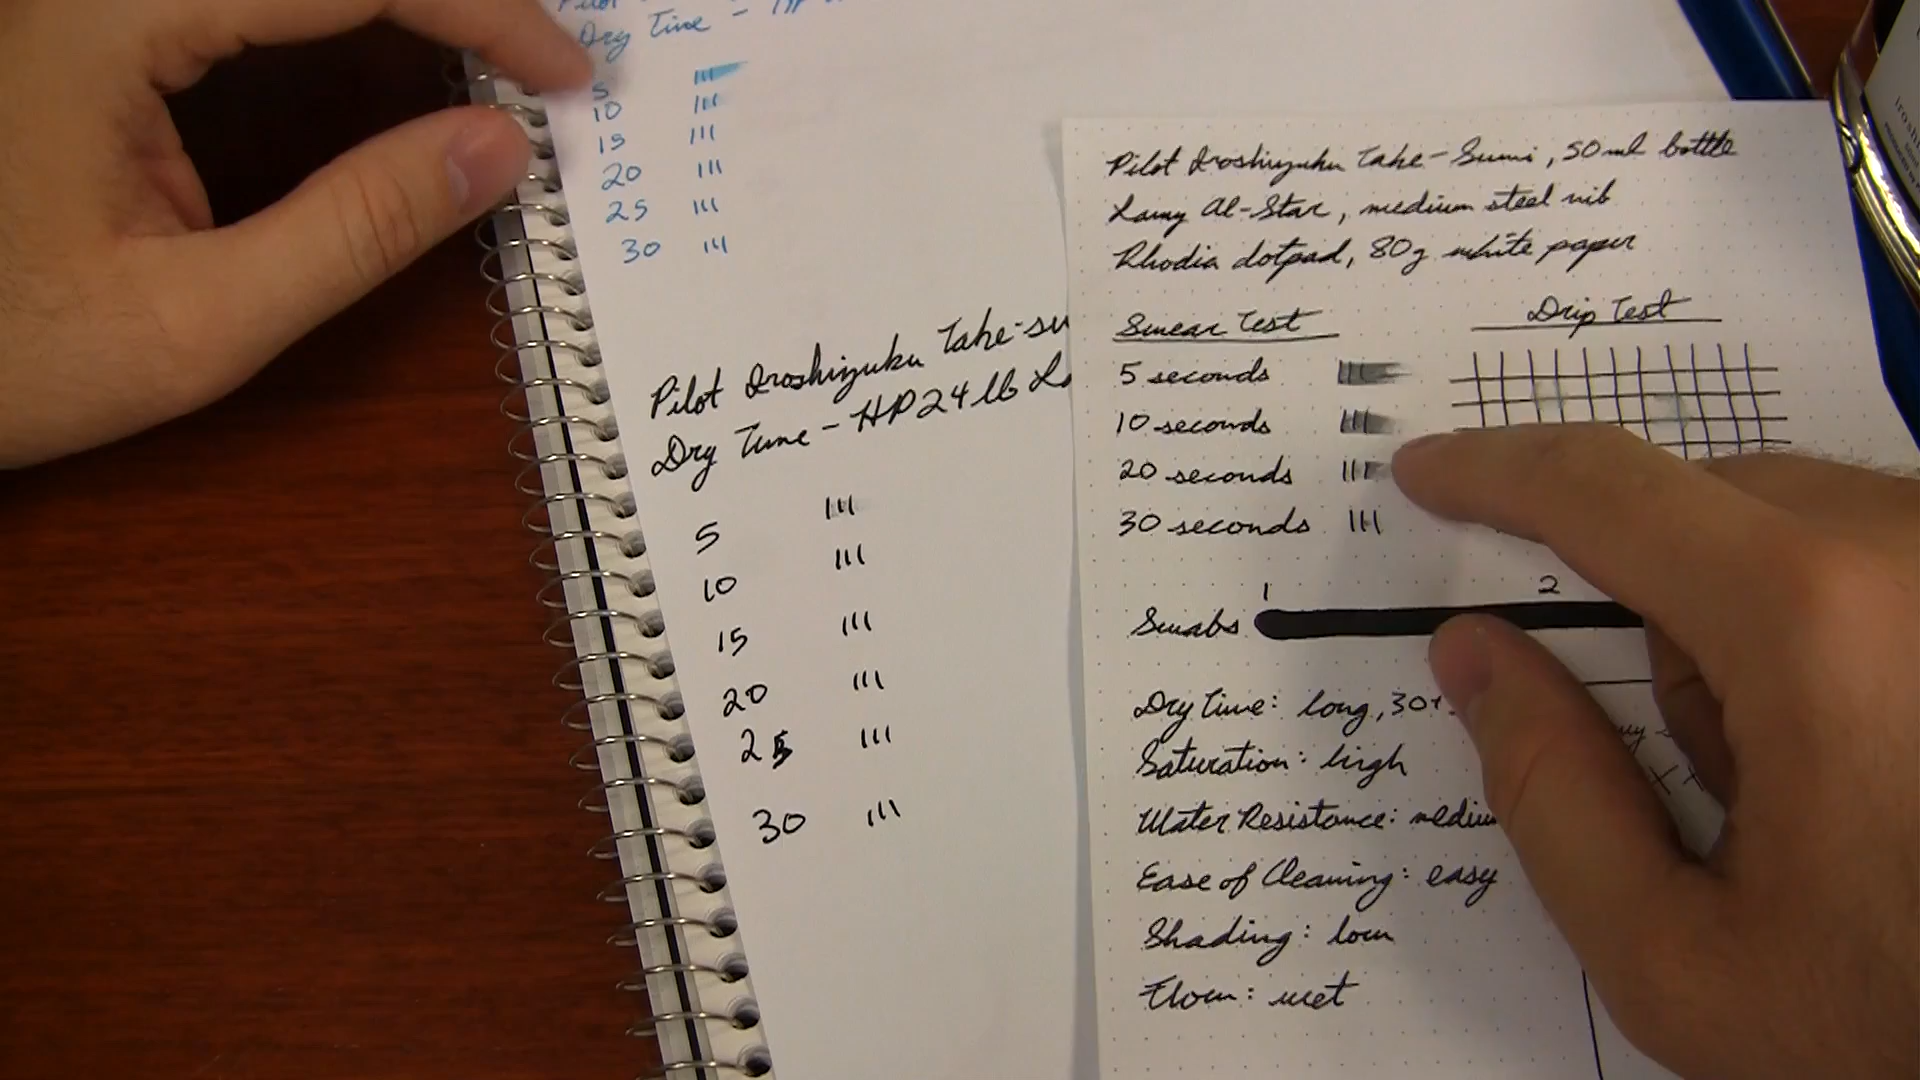 Pilot
Dry Time - HP
5
10
15
20
25
30
Pilot Iroshizuku Take-su
Dry Time - HP 24 lb La
5
10
15
20
25
30
Pilot Iroshizuku Take-Sumi, 50 ml bottle
Lamy Al-Star, medium steel nib
Rhodia dotpad, 80g white paper
Smear Test
Drip Test
5 seconds
10 seconds
20 seconds
30 seconds
1 2
Swabs
Dry Time: long, 30+
Saturation: high
Water Resistance: medium
Ease of Cleaning: easy
Shading: low
Flow: wet